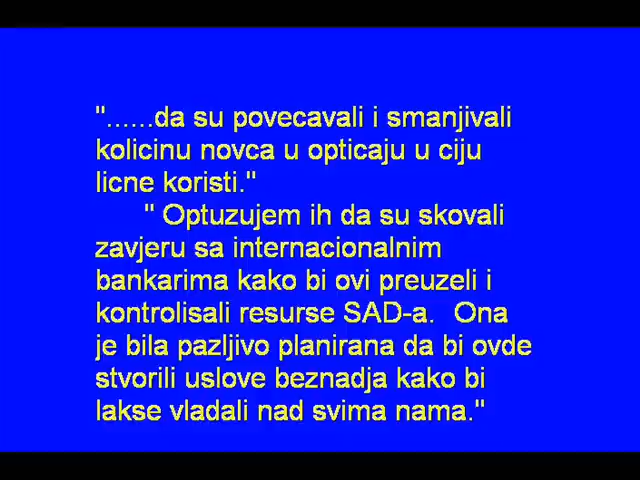 "......da su povecavali i smanjivali
kolicinu novca u opticaju u ciju
licne koristi."
" Optuzujem ih da su skovali
zavjeru sa internacionalnim
bankarima kako bi ovi preuzeli i
kontrolisali resurse SAD-a.  Ona
je bila pazljivo planirana da bi ovde
stvorili uslove beznadja kako bi
lakse vladali nad svima nama."